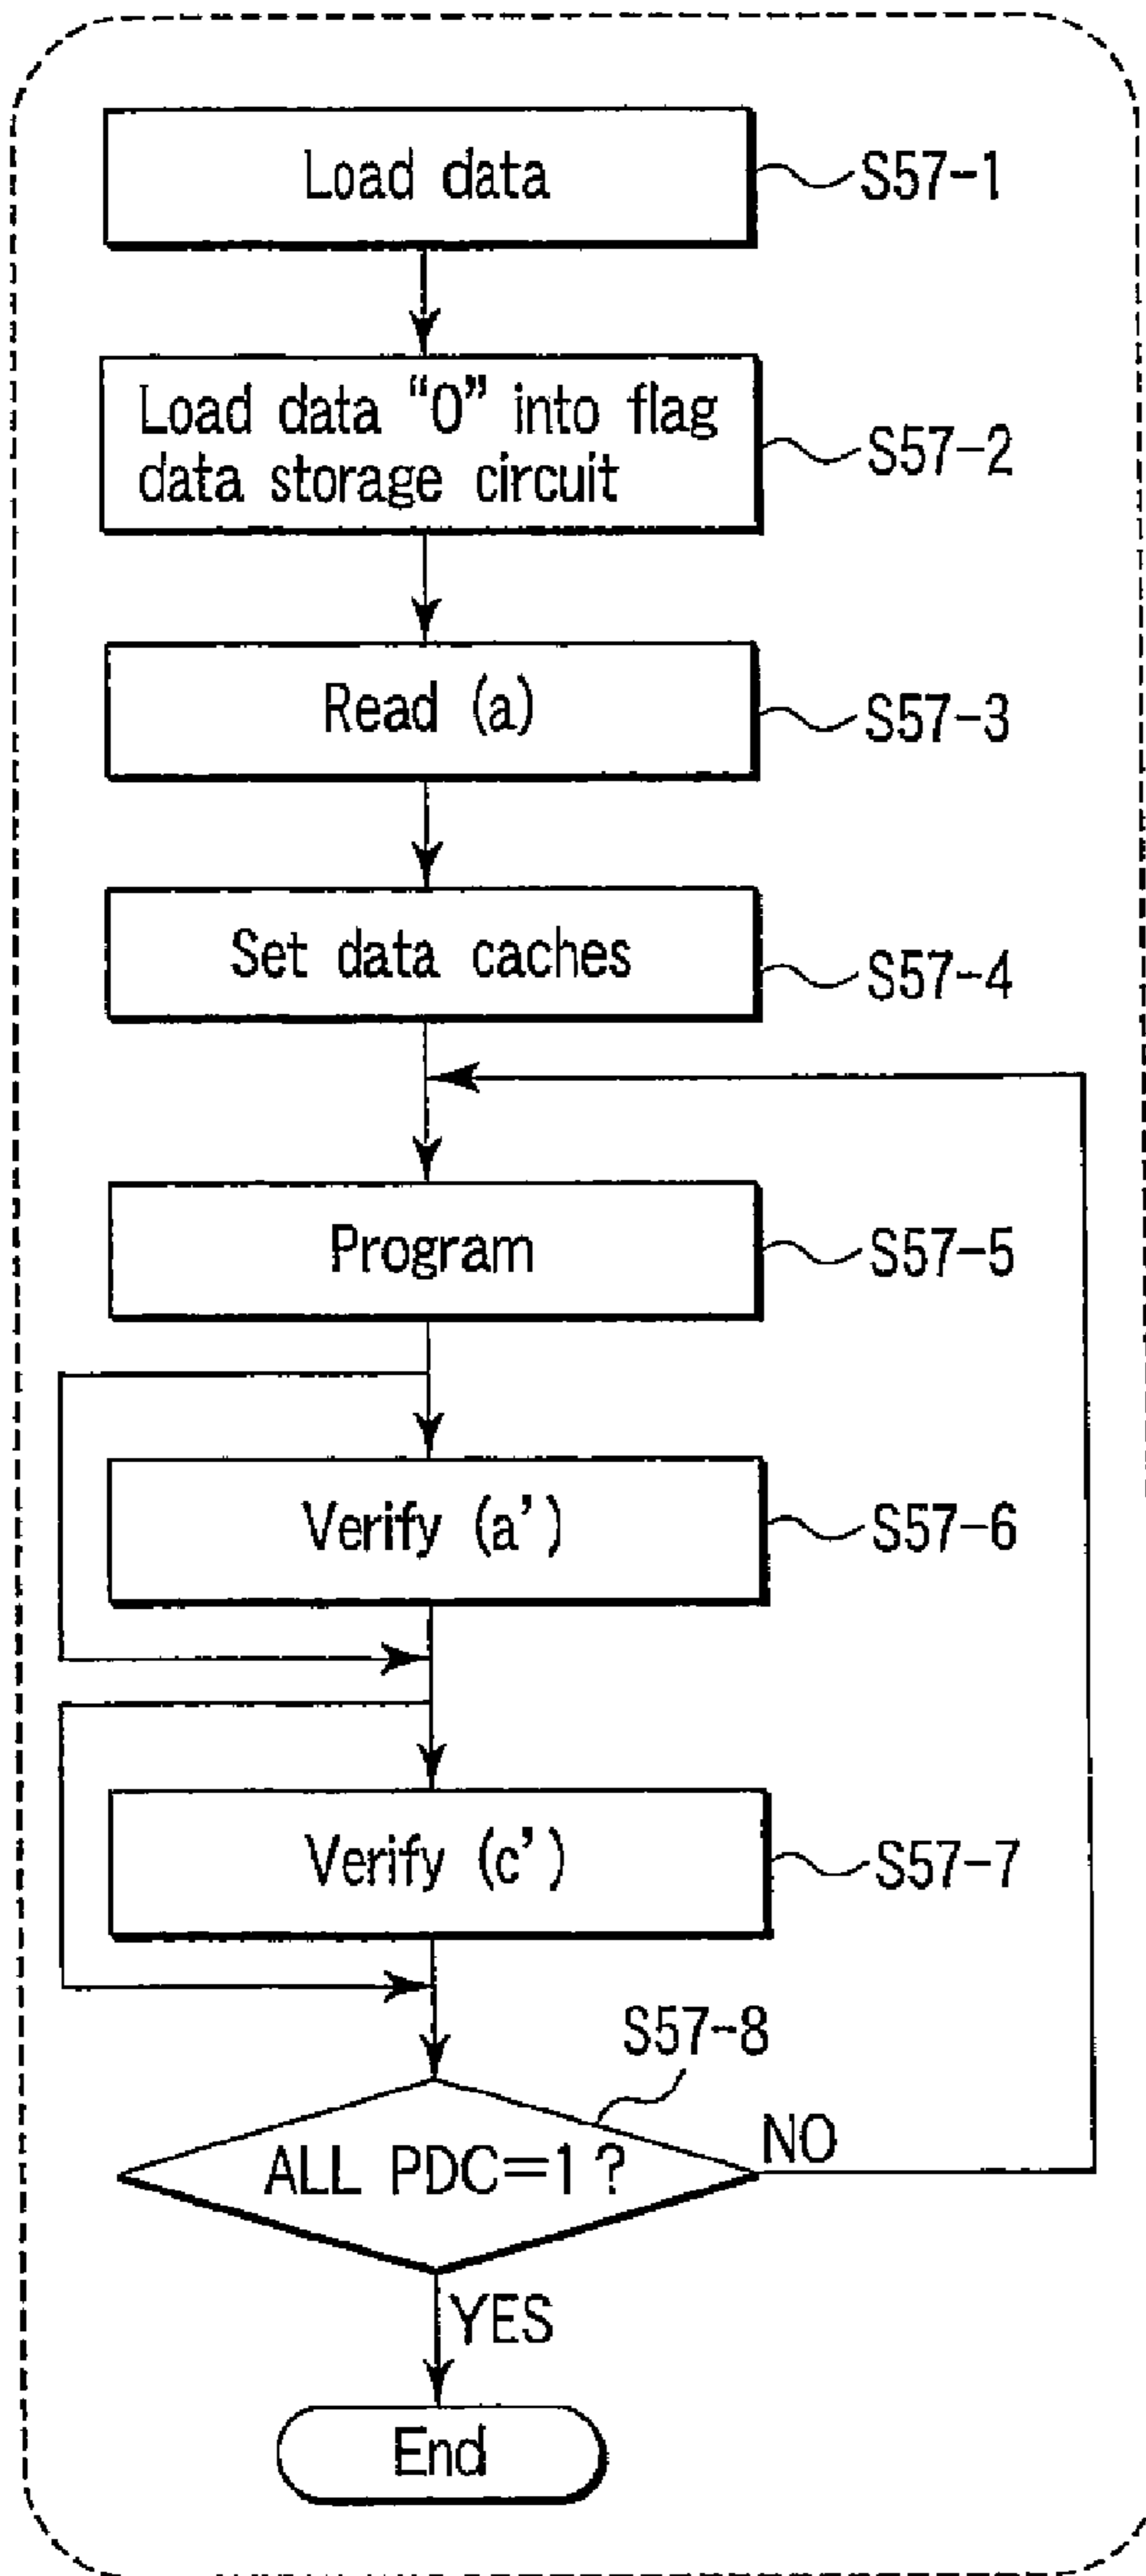 Load data
S57-1
Load data “0” into flag
data storage circuit
S57-2
Read (a)
S57-3
Set data caches
S57-4
Program
S57-5
Verify (a’)
S57-6
Verify (c’)
S57-7
S57-8
ALL PDC=1 ?
NO
YES
End